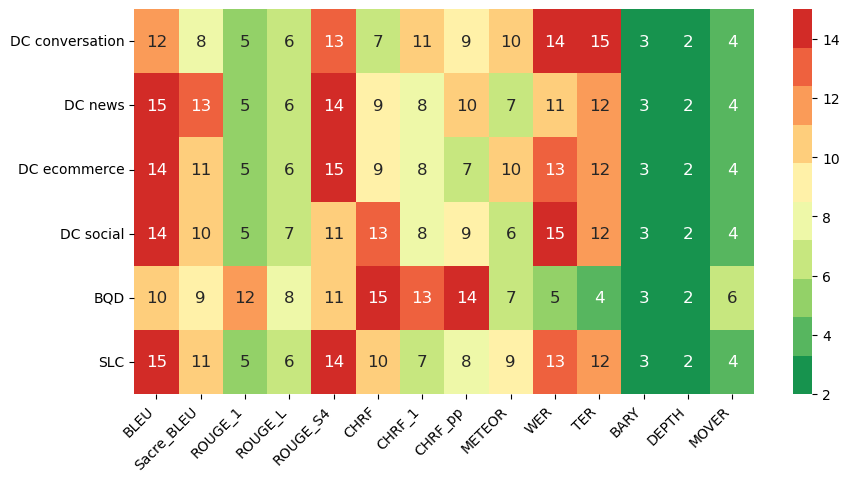 DC conversation 12 8 5 6 13 7 11 9 10 14 15 3 2 4
DC news 15 13 5 6 14 9 8 10 7 11 12 3 2 4
DC ecommerce 14 11 5 6 15 9 8 7 10 13 12 3 2 4
DC social 14 10 5 7 11 13 8 9 6 15 12 3 2 4
BQD 10 9 12 8 11 15 13 14 7 5 4 3 2 6
SLC 15 11 5 6 14 10 7 8 9 13 12 3 2 4
BLEU Sacre_BLEU ROUGE_1 ROUGE_L ROUGE_S4 CHRF CHRF_1 CHRF_pp METEOR WER TER BARY DEPTH MOVER
14
12
10
8
6
4
2